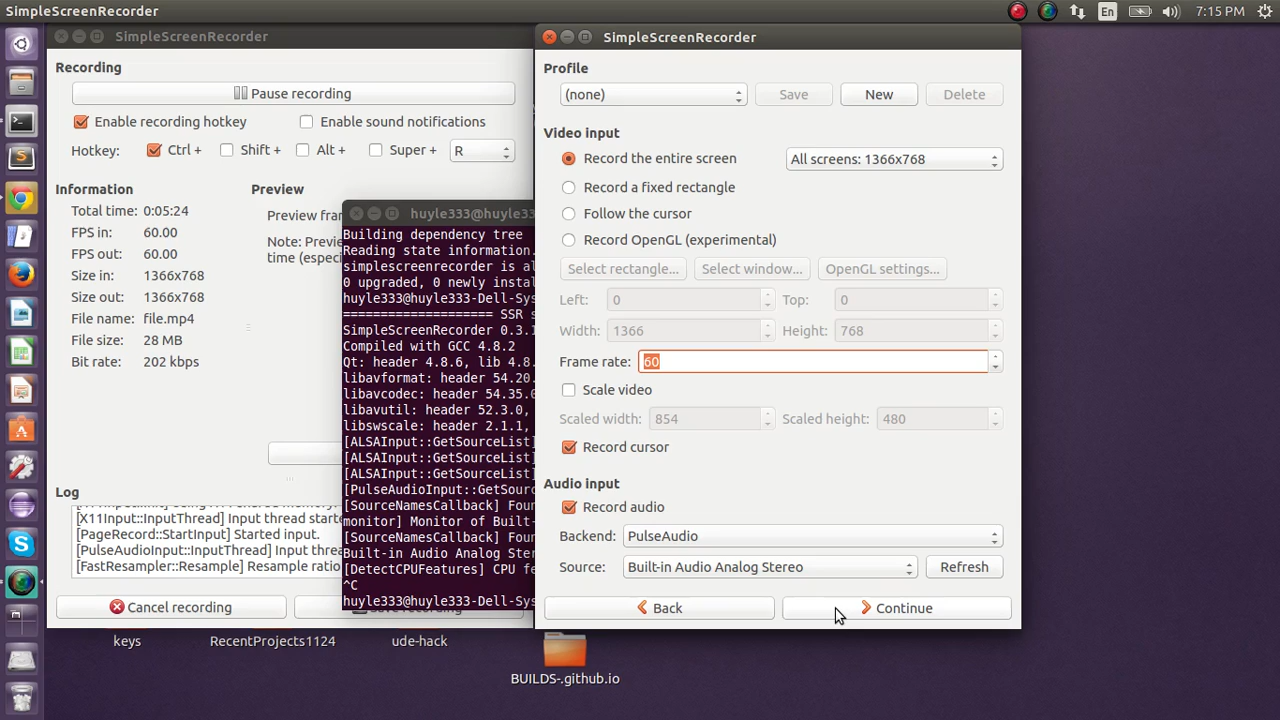 SimpleScreenRecorder
En
7:15 PM
SimpleScreenRecorder
Recording
Pause recording
Enable recording hotkey
Enable sound notifications
Hotkey:
Ctrl +
Shift +
Alt +
Super +
R
Information
Total time: 0:05:24
FPS in: 60.00
FPS out: 60.00
Size in: 1366x768
Size out: 1366x768
File name: file.mp4
File size: 28 MB
Bit rate: 202 kbps
Preview
Preview fram
Note: Previ
time (espec
Log
[X11Input::InputThread] Input thread starte
[PageRecord::StartInput] Started input.
[PulseAudioInput::InputThread] Input threa
[FastResampler::Resample] Resample ratio
Cancel recording
huyle333@huyle333
Building dependency tree
Reading state information.
simplescreenrecorder is al
0 upgraded, 0 newly instal
huyle333@huyle333-Dell-Sys
==================== SSR s
SimpleScreenRecorder 0.3.1
Compiled with GCC 4.8.2
Qt: header 4.8.6, lib 4.8.
libavformat: header 54.20.
libavcodec: header 54.35.0
libavutil: header 52.3.0,
libswscale: header 2.1.1,
[ALSAInput::GetSourceList]
[ALSAInput::GetSourceList]
[ALSAInput::GetSourceList]
[PulseAudioInput::GetSourc
[SourceNamesCallback] Foun
monitor] Monitor of Built-
[SourceNamesCallback] Foun
Built-in Audio Analog Ster
[DetectCPUFeatures] CPU fe
^C
huyle333@huyle333-Dell-Sys
SimpleScreenRecorder
Profile
(none)
Save
New
Delete
Video input
Record the entire screen
All screens: 1366x768
Record a fixed rectangle
Follow the cursor
Record OpenGL (experimental)
Select rectangle...
Select window...
OpenGL settings...
Left: 0
Top: 0
Width: 1366
Height: 768
Frame rate: 60
Scale video
Scaled width: 854
Scaled height: 480
Record cursor
Audio input
Record audio
Backend: PulseAudio
Source: Built-in Audio Analog Stereo
Refresh
Back
Continue
keys
RecentProjects1124
ude-hack
BUILDS-.github.io